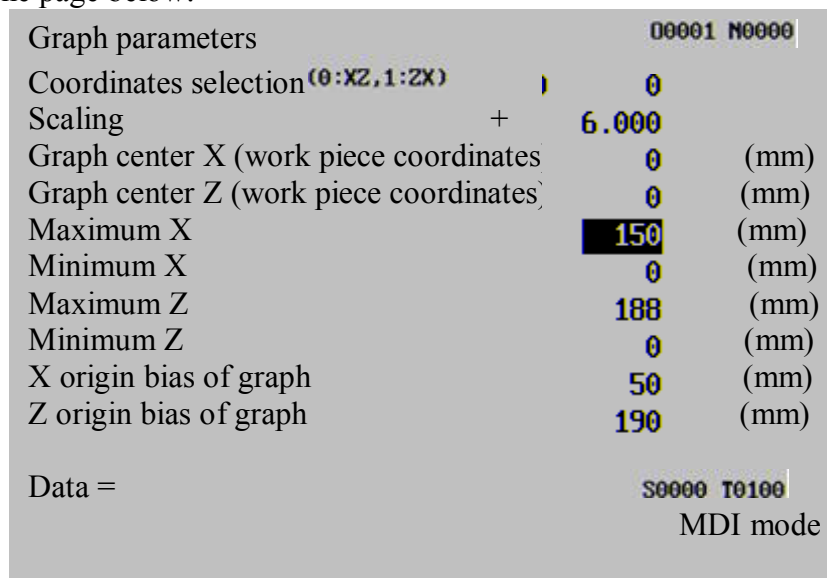 ne page below:
Graph parameters O0001 N0000
Coordinates selection (0:XZ,1:ZX) 0
Scaling + 6.000
Graph center X (work piece coordinates) 0 (mm)
Graph center Z (work piece coordinates) 0 (mm)
Maximum X 150 (mm)
Minimum X 0 (mm)
Maximum Z 188 (mm)
Minimum Z 0 (mm)
X origin bias of graph 50 (mm)
Z origin bias of graph 190 (mm)
Data = S0000 T0100
MDI mode